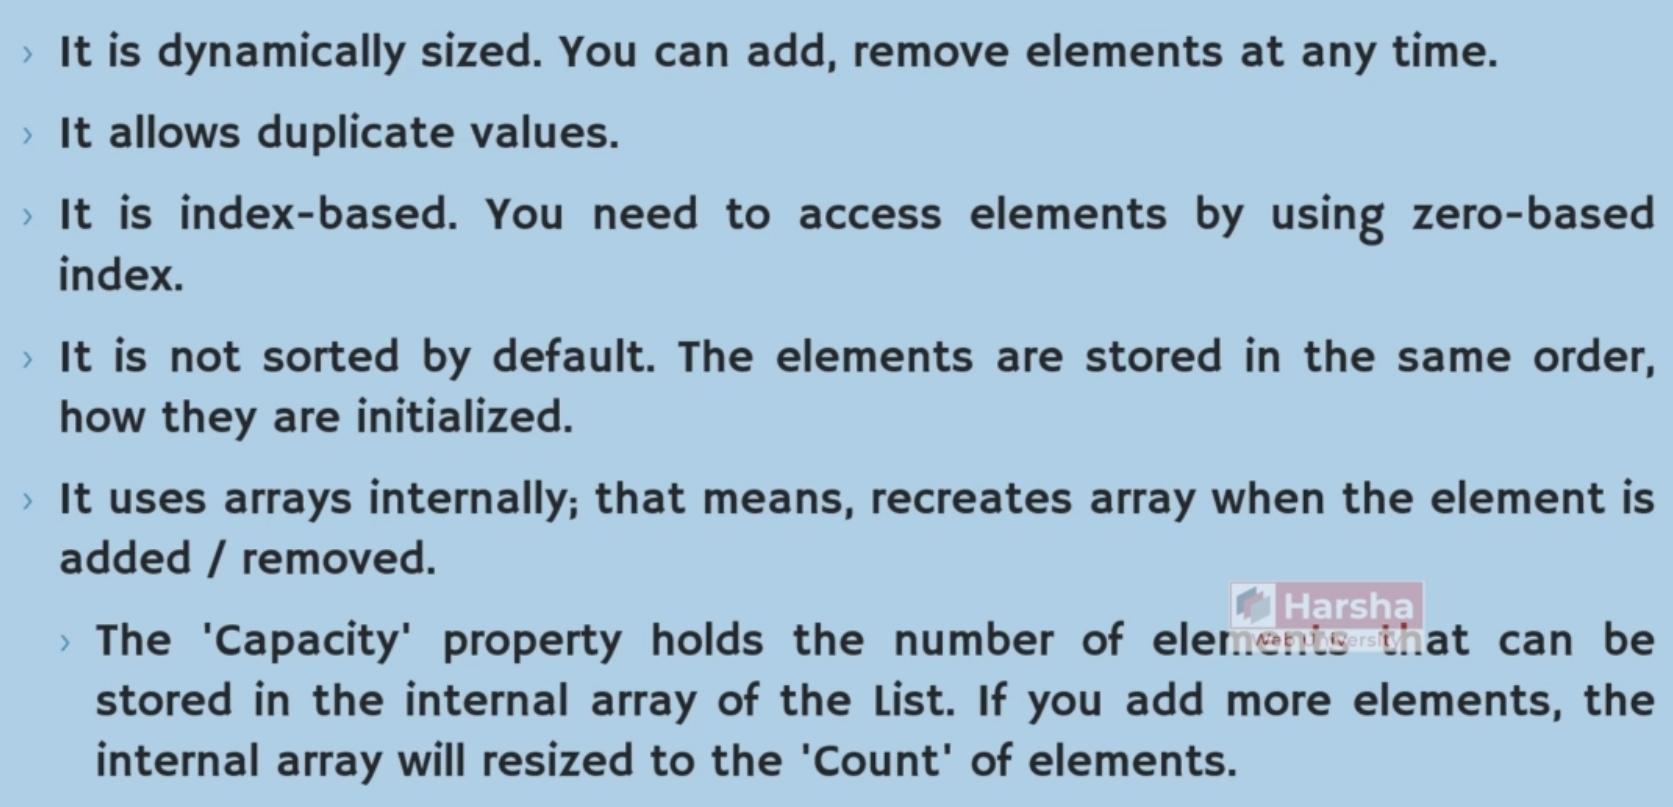 › It is dynamically sized. You can add, remove elements at any time.
› It allows duplicate values.
› It is index-based. You need to access elements by using zero-based
index.
› It is not sorted by default. The elements are stored in the same order,
how they are initialized.
› It uses arrays internally; that means, recreates array when the element is
added / removed.
Harsha
Web University
› The 'Capacity' property holds the number of elements that can be
stored in the internal array of the List. If you add more elements, the
internal array will resized to the 'Count' of elements.